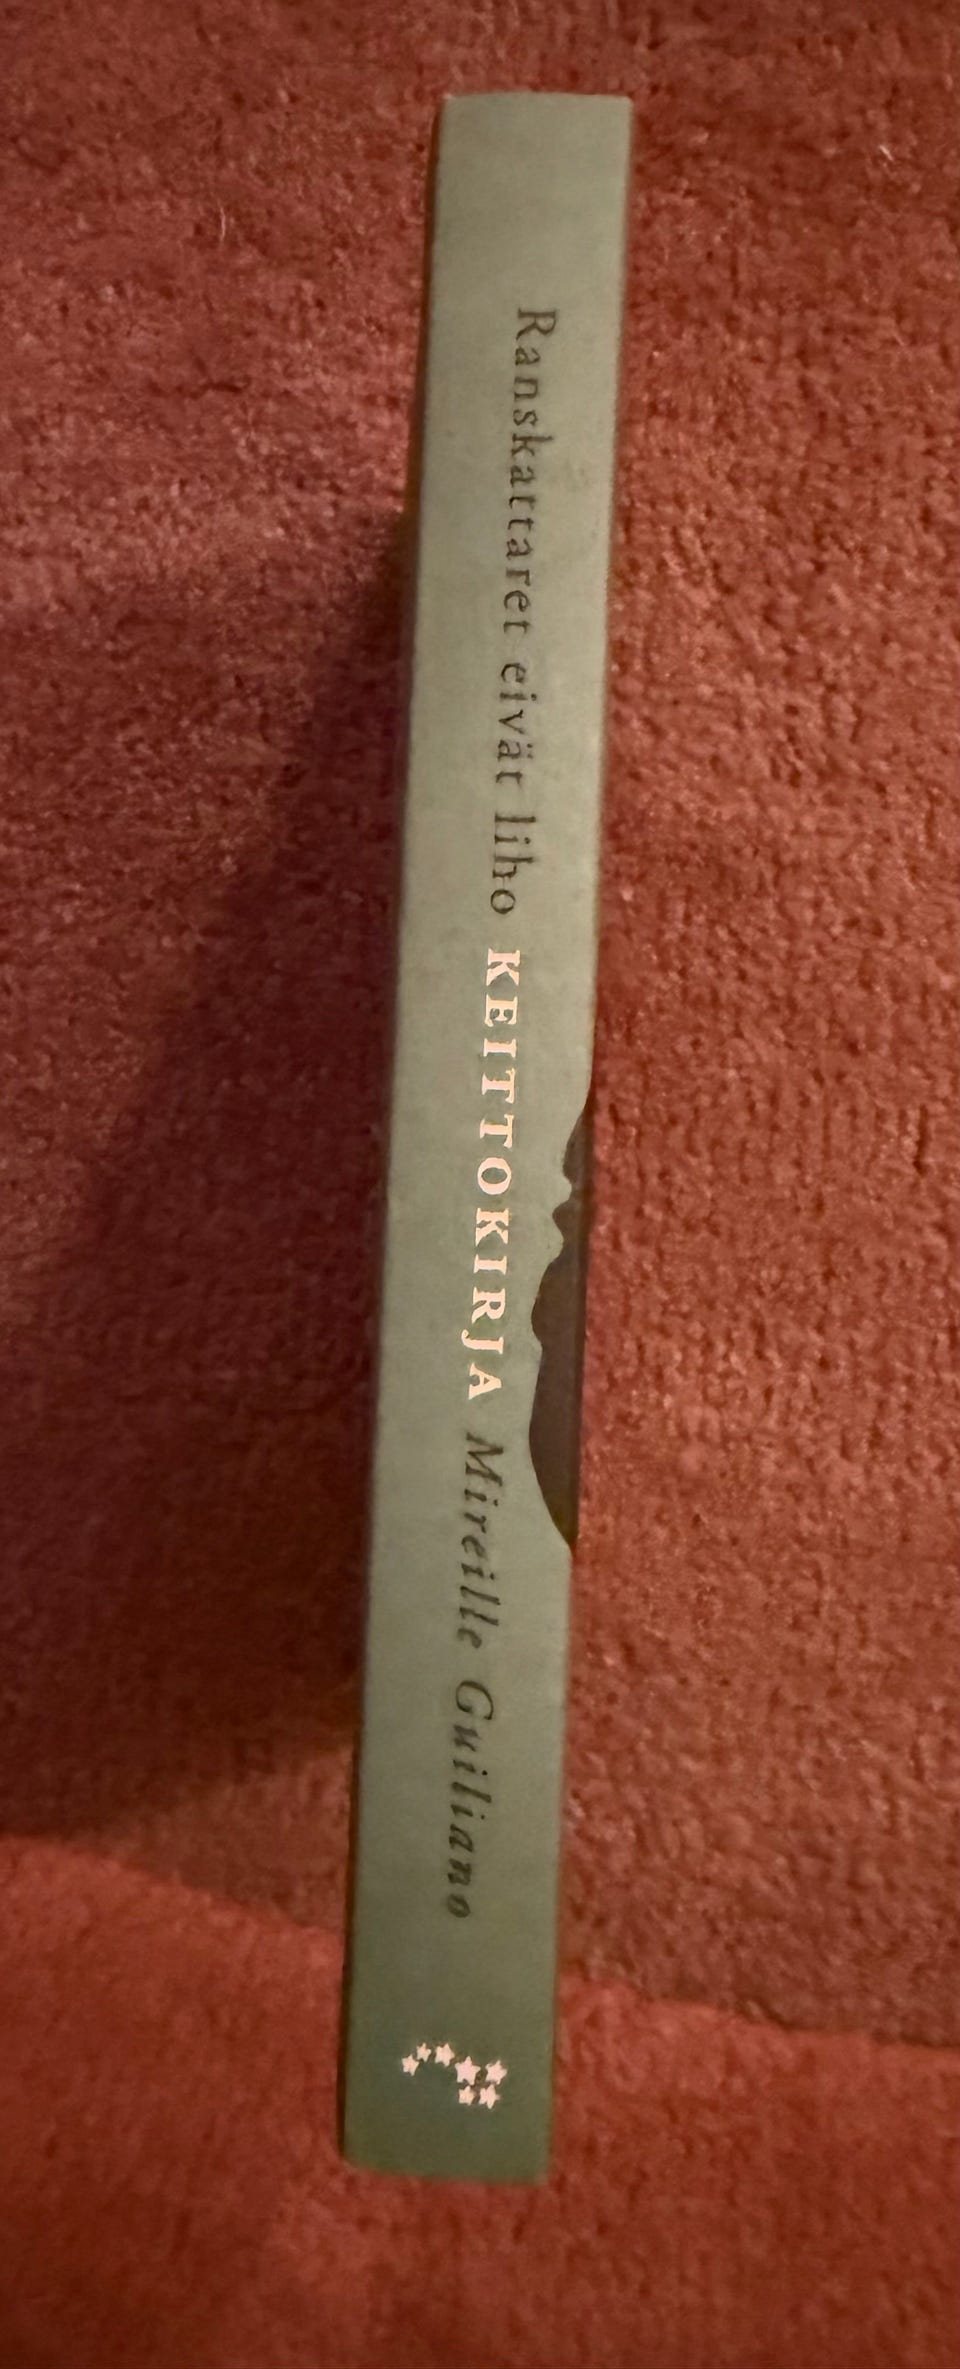 Ranskattaret eivät liho KEITTOKIRJA Mireille Guiliano